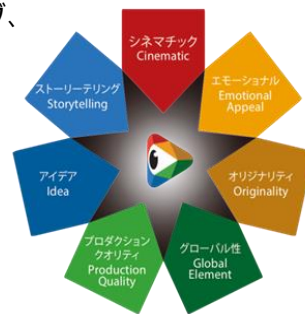 ブ、
シネマチック
Cinematic
エモーショナル
Emotional
Appeal
オリジナリティ
Originality
グローバル性
Global
Element
プロダクション
クオリティ
Production
Quality
アイデア
Idea
ストーリーテリング
Storytelling